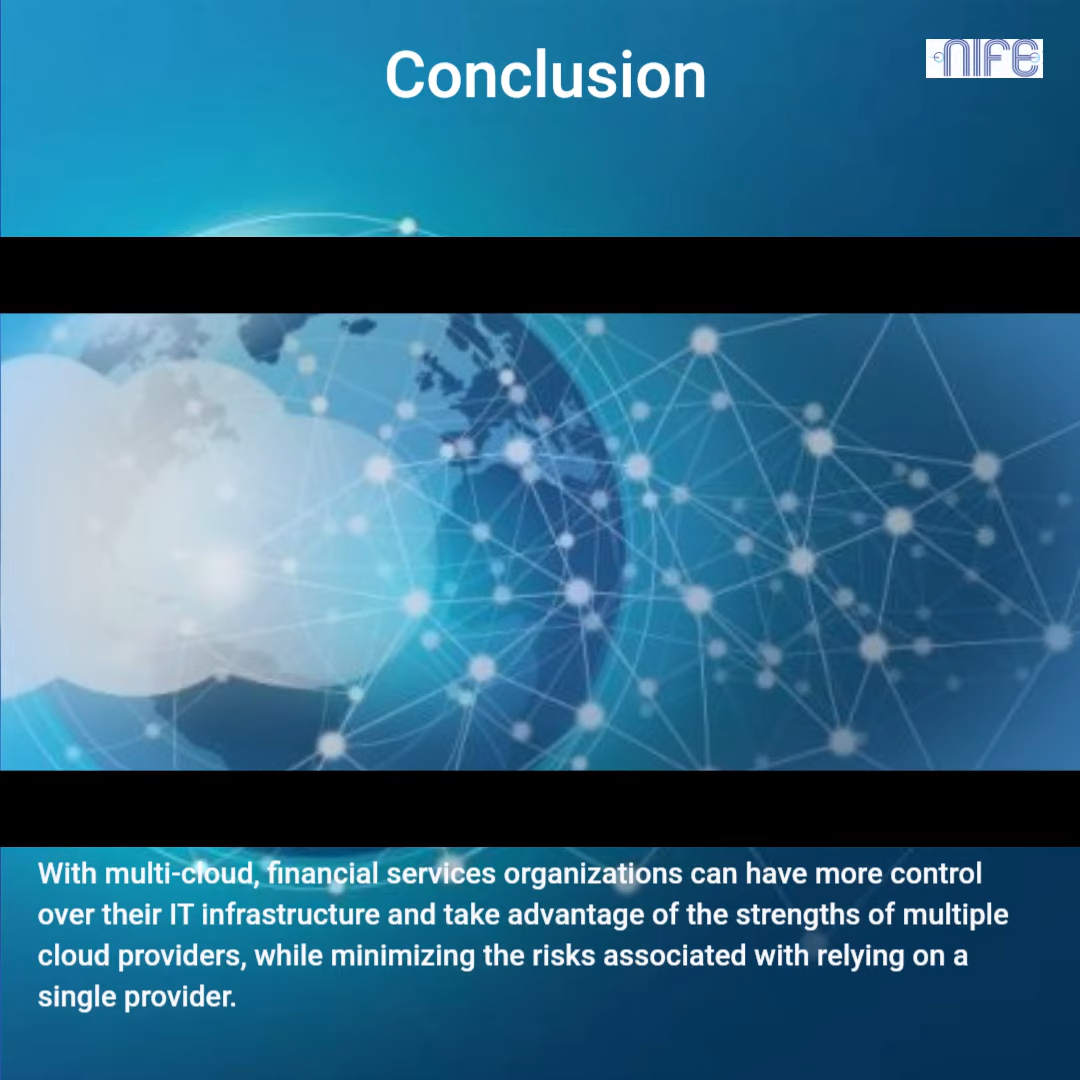 Conclusion
NIFE
With multi-cloud, financial services organizations can have more control
over their IT infrastructure and take advantage of the strengths of multiple
cloud providers, while minimizing the risks associated with relying on a
single provider.